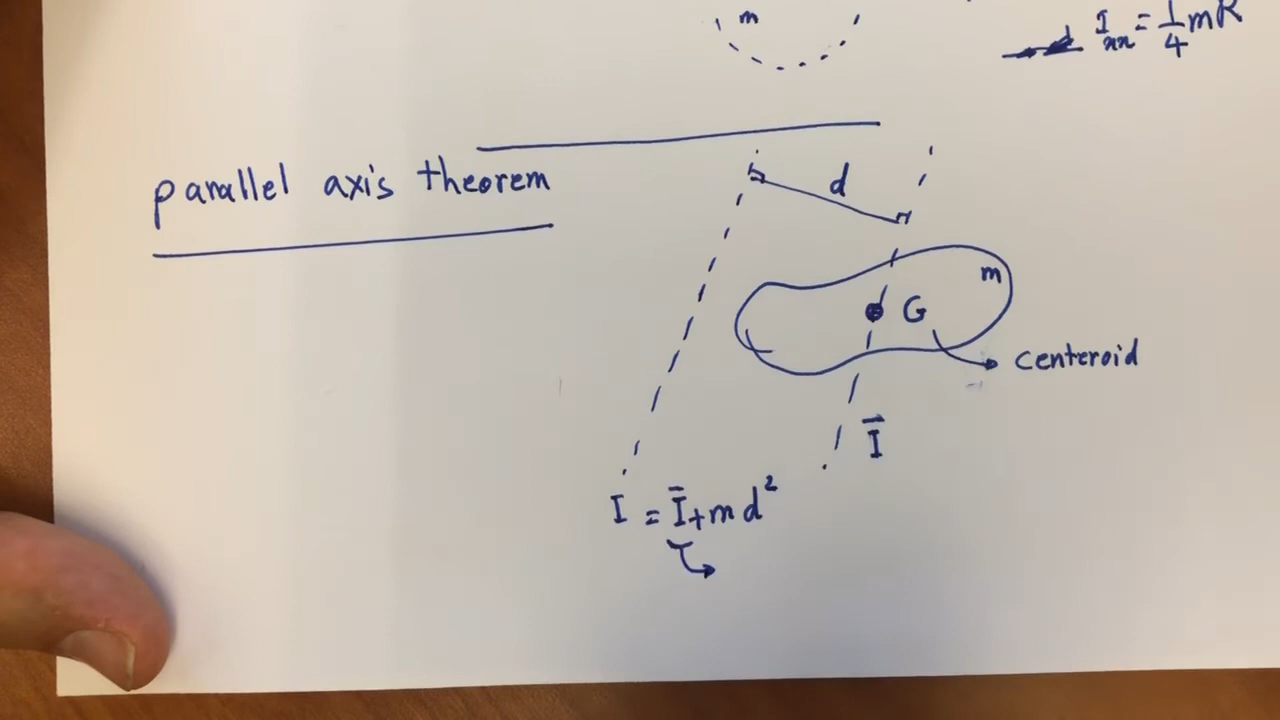 m
I_xx = 1/4 mR
parallel axis theorem
d
m
G
centeroid
Ī
I = Ī + md²